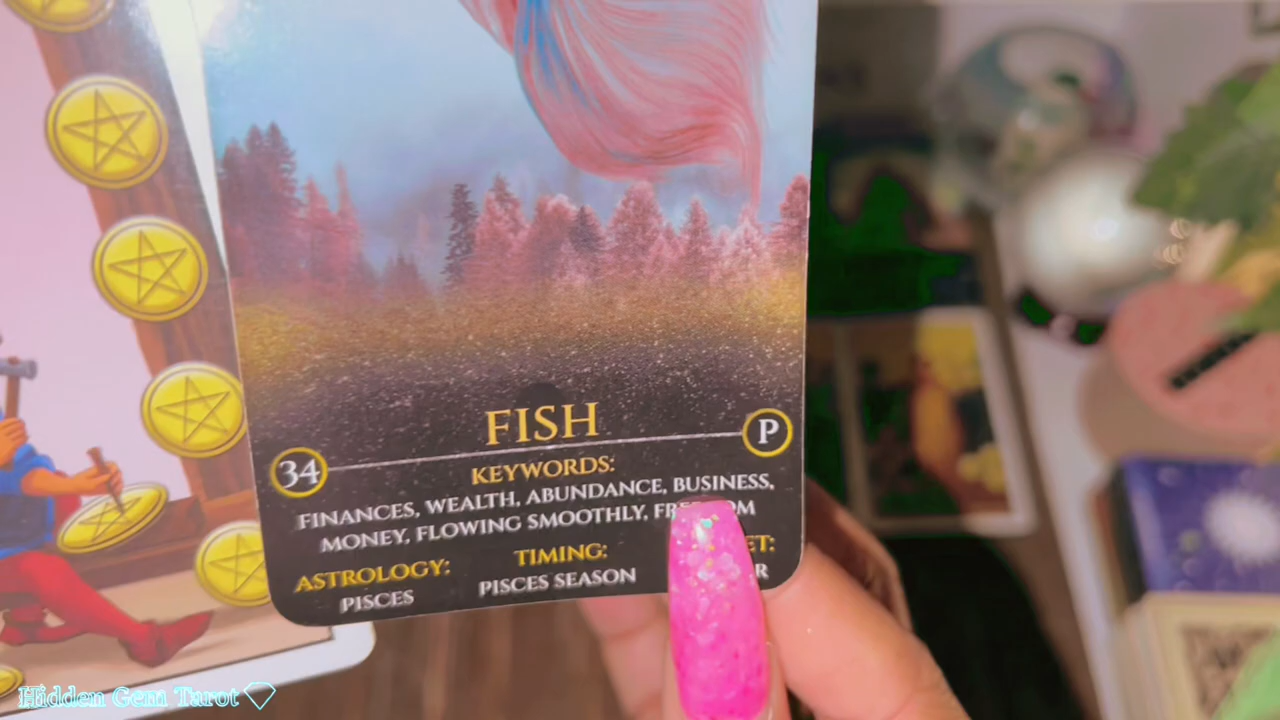 FISH
34
P
KEYWORDS:
FINANCES, WEALTH, ABUNDANCE, BUSINESS,
MONEY, FLOWING SMOOTHLY,
ASTROLOGY:
TIMING:
PISCES
PISCES SEASON
Hidden Gem Tarot